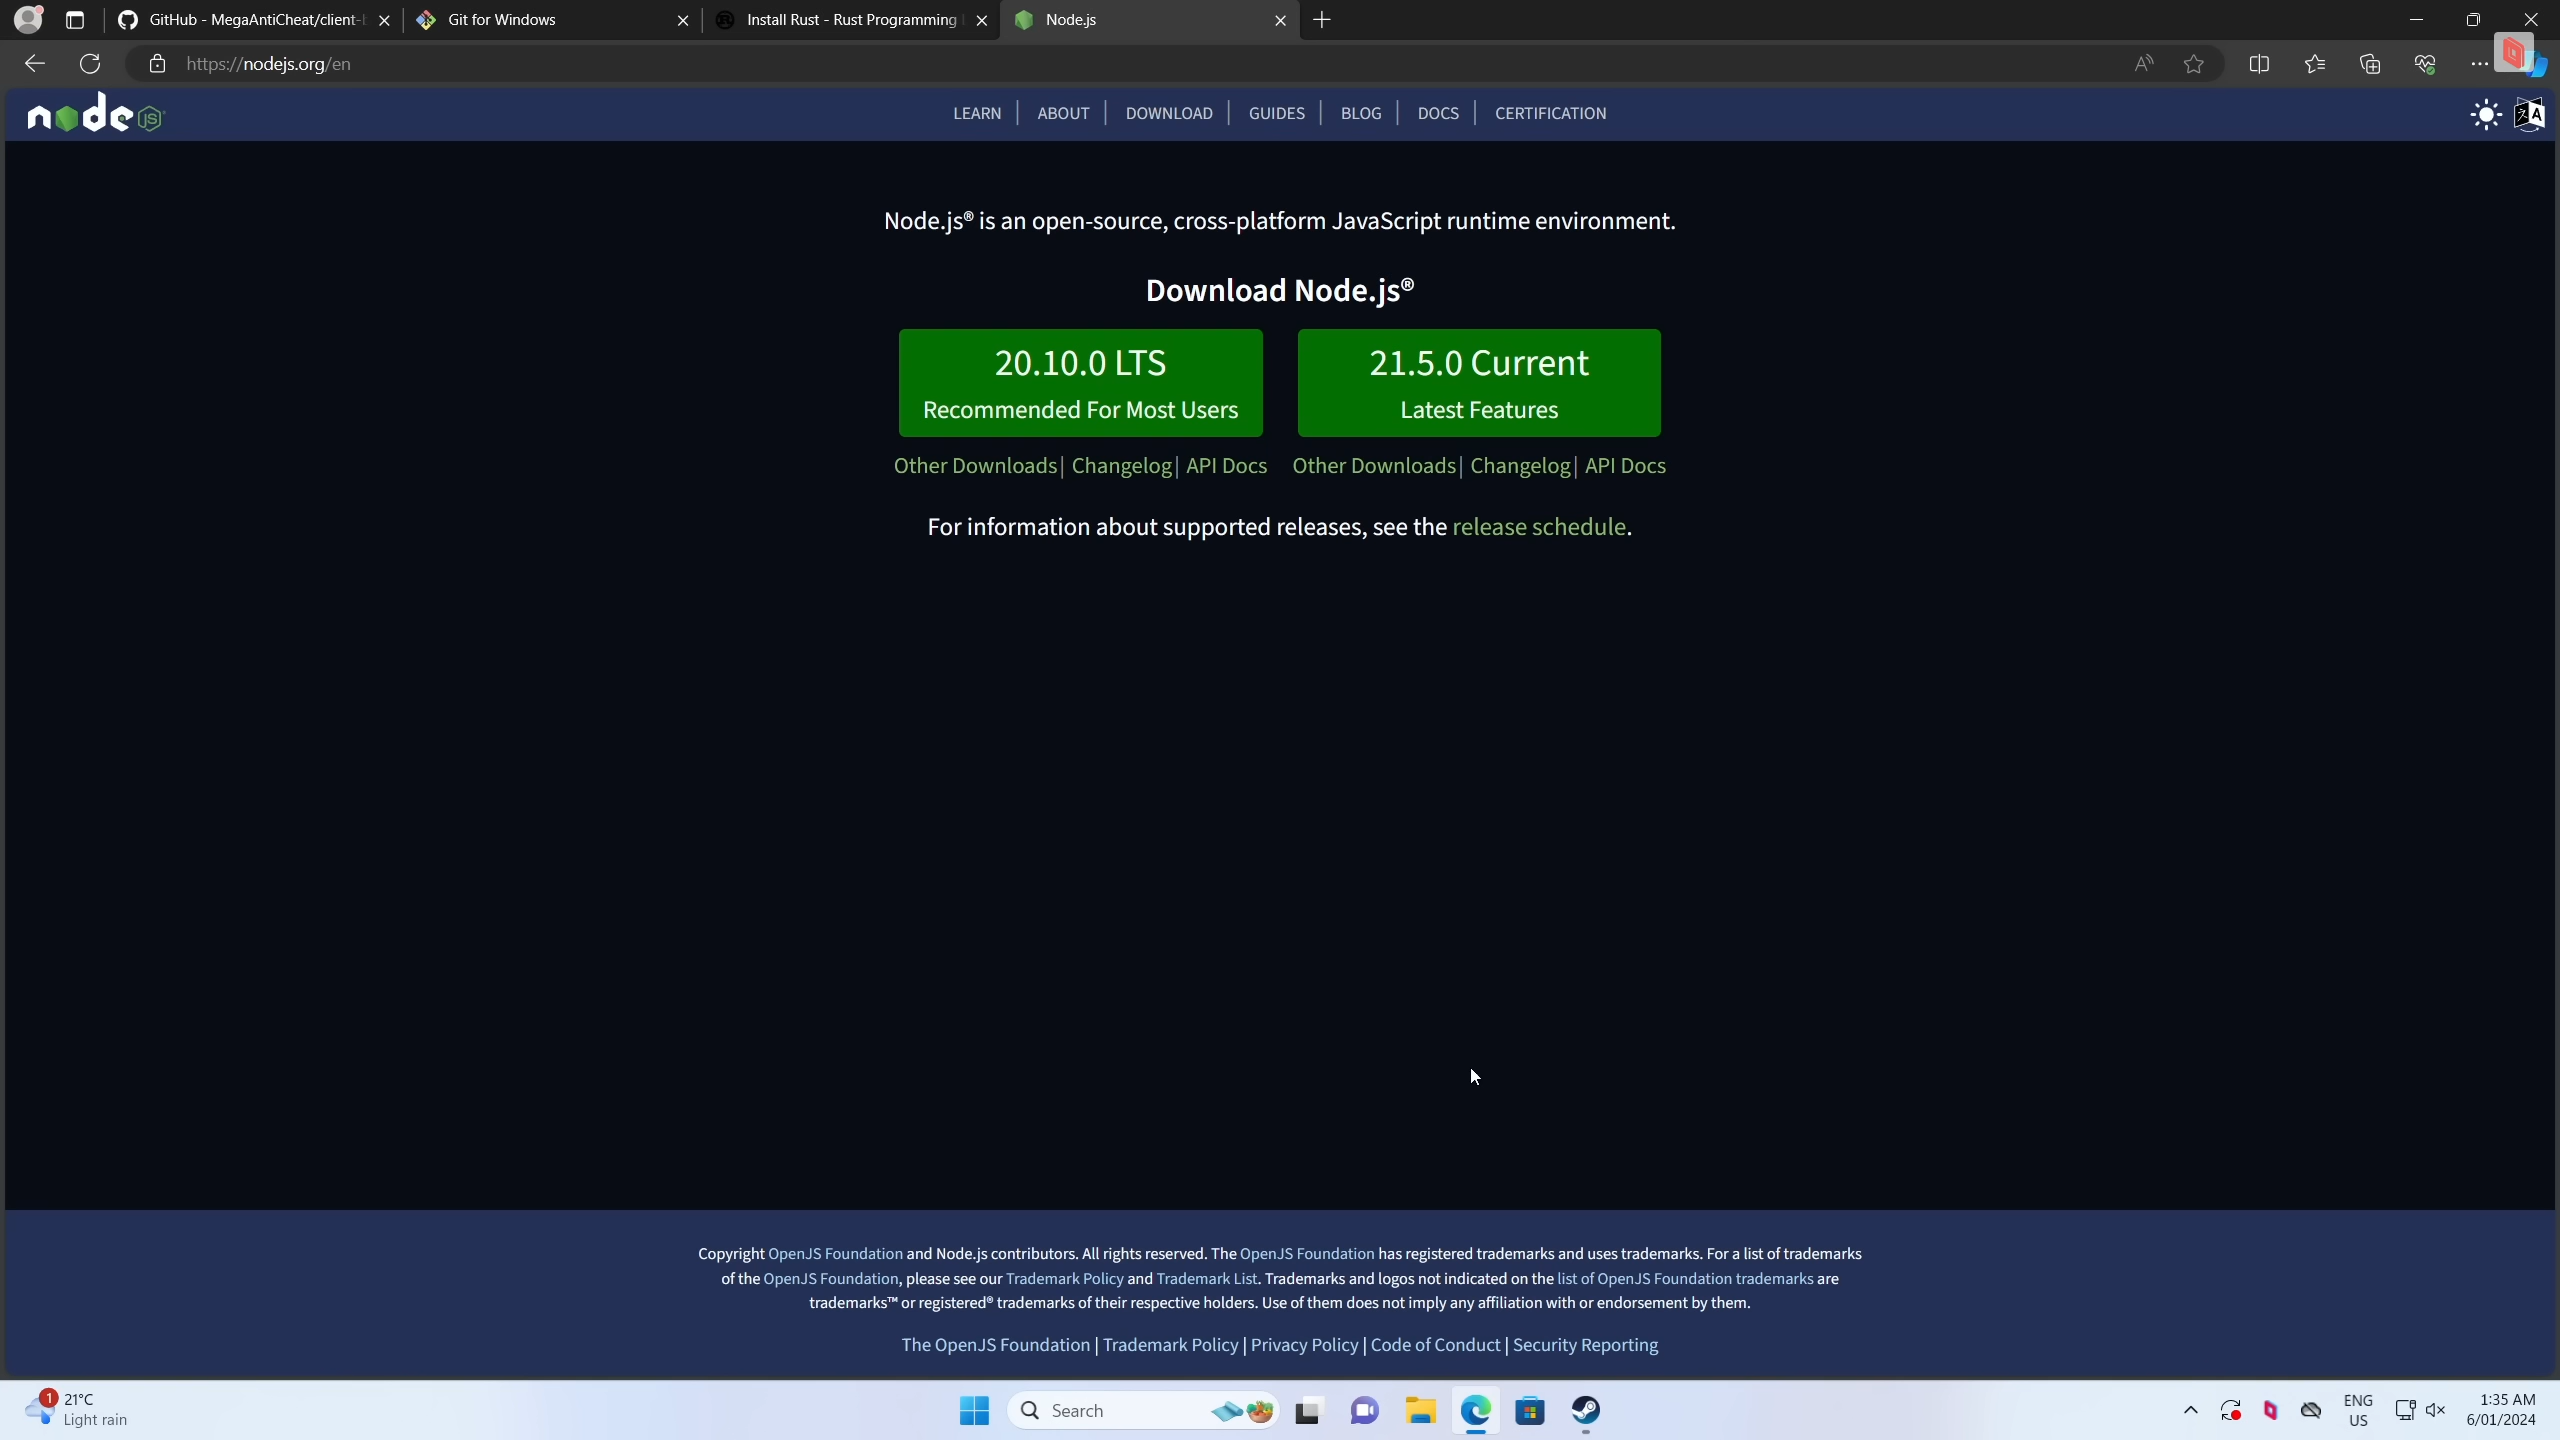 GitHub - MegaAntiCheat/client-b
Git for Windows
Install Rust - Rust Programming L
Node.js
https://nodejs.org/en
node JS
LEARN | ABOUT | DOWNLOAD | GUIDES | BLOG | DOCS | CERTIFICATION
Node.js® is an open-source, cross-platform JavaScript runtime environment.
Download Node.js®
20.10.0 LTS
Recommended For Most Users
21.5.0 Current
Latest Features
Other Downloads | Changelog | API Docs
Other Downloads | Changelog | API Docs
For information about supported releases, see the release schedule.
Copyright OpenJS Foundation and Node.js contributors. All rights reserved. The OpenJS Foundation has registered trademarks and uses trademarks. For a list of trademarks
of the OpenJS Foundation, please see our Trademark Policy and Trademark List. Trademarks and logos not indicated on the list of OpenJS Foundation trademarks are
trademarks™ or registered® trademarks of their respective holders. Use of them does not imply any affiliation with or endorsement by them.
The OpenJS Foundation | Trademark Policy | Privacy Policy | Code of Conduct | Security Reporting
1
21°C
Light rain
Search
ENG
US
1:35 AM
6/01/2024